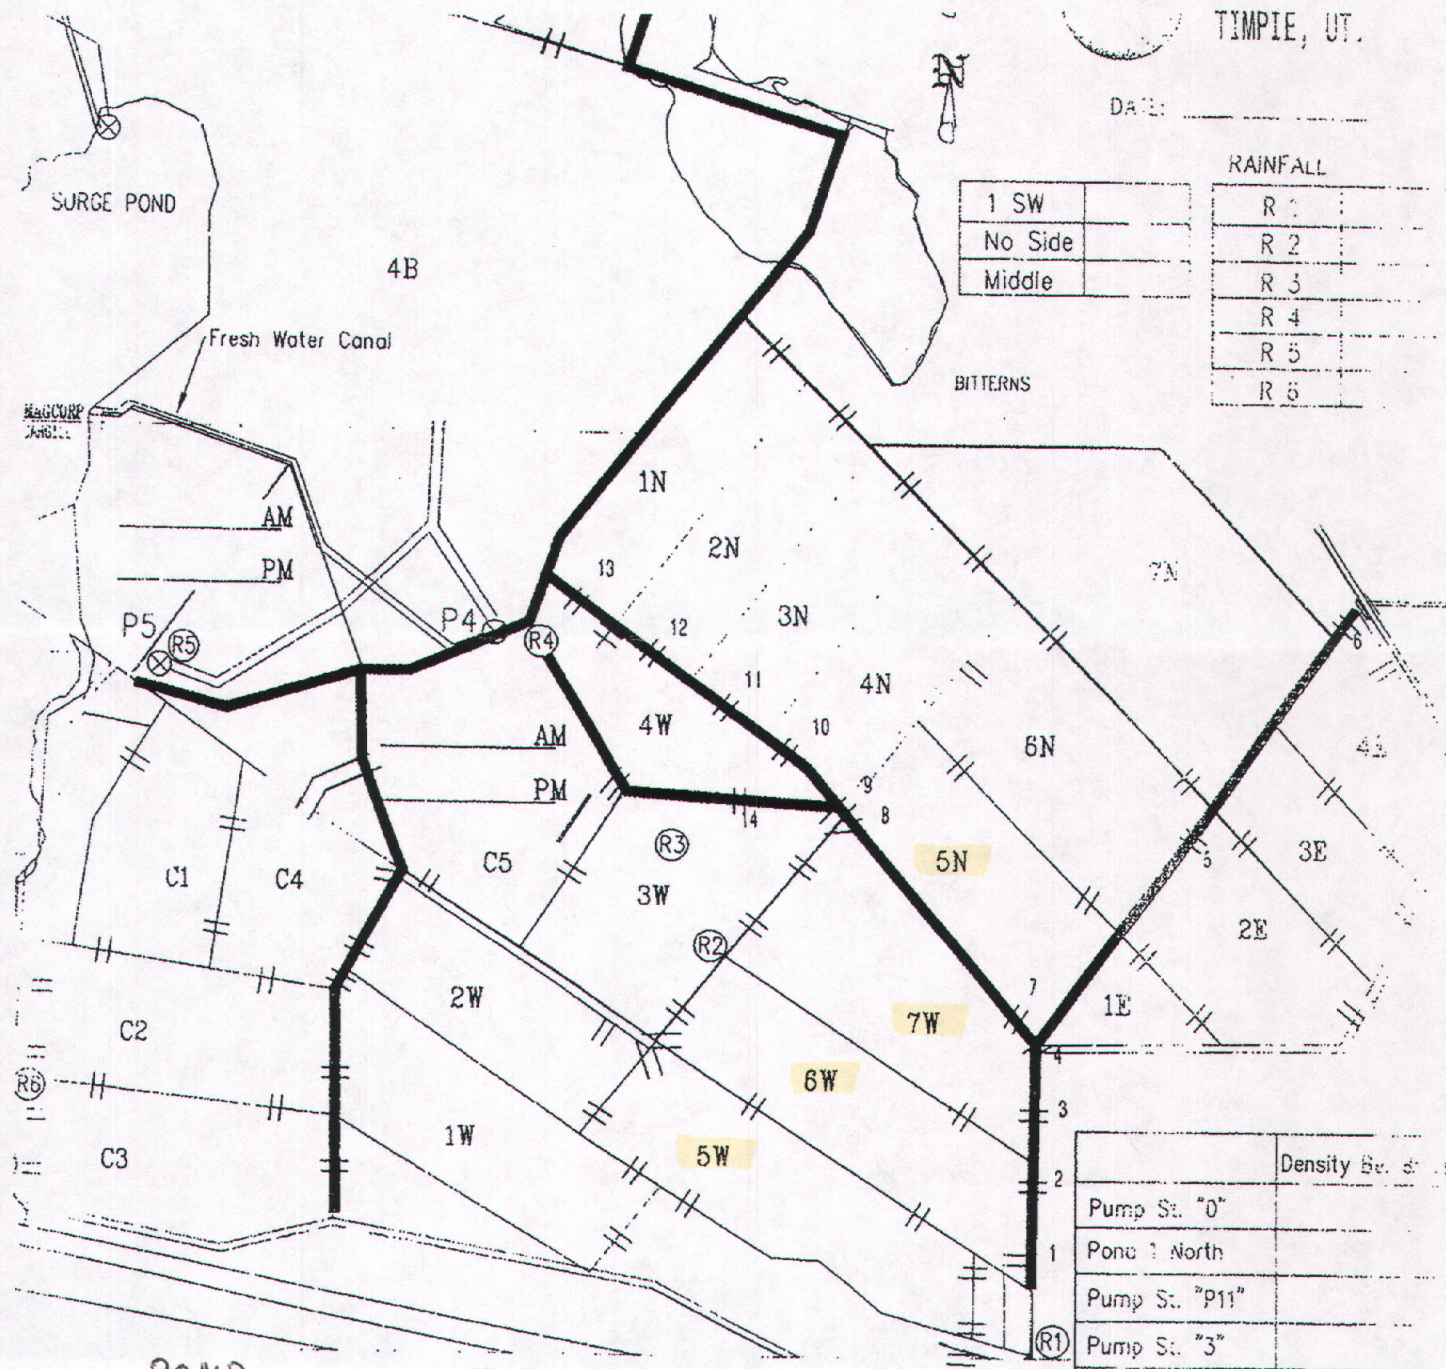 TIMPIE, UT.
DATE:
RAINFALL
1 SW
No Side
Middle
R 2
R 3
R 4
R 5
R 6
SURGE POND
4B
Fresh Water Canal
BITTERNS
MAGCORP
AM
PM
P5
R5
P4
R4
1N
2N
3N
4N
6N
7N
13
12
11
10
9
8
6
5
4W
AM
PM
14
R3
C5
3W
5N
4E
3E
2E
1E
C1
C4
R2
2W
7W
7
4
C2
R6
6W
3
1W
5W
C3
2
1
R1
Density
Pump St. "0"
Pond 1 North
Pump St. "P11"
Pump St. "3"